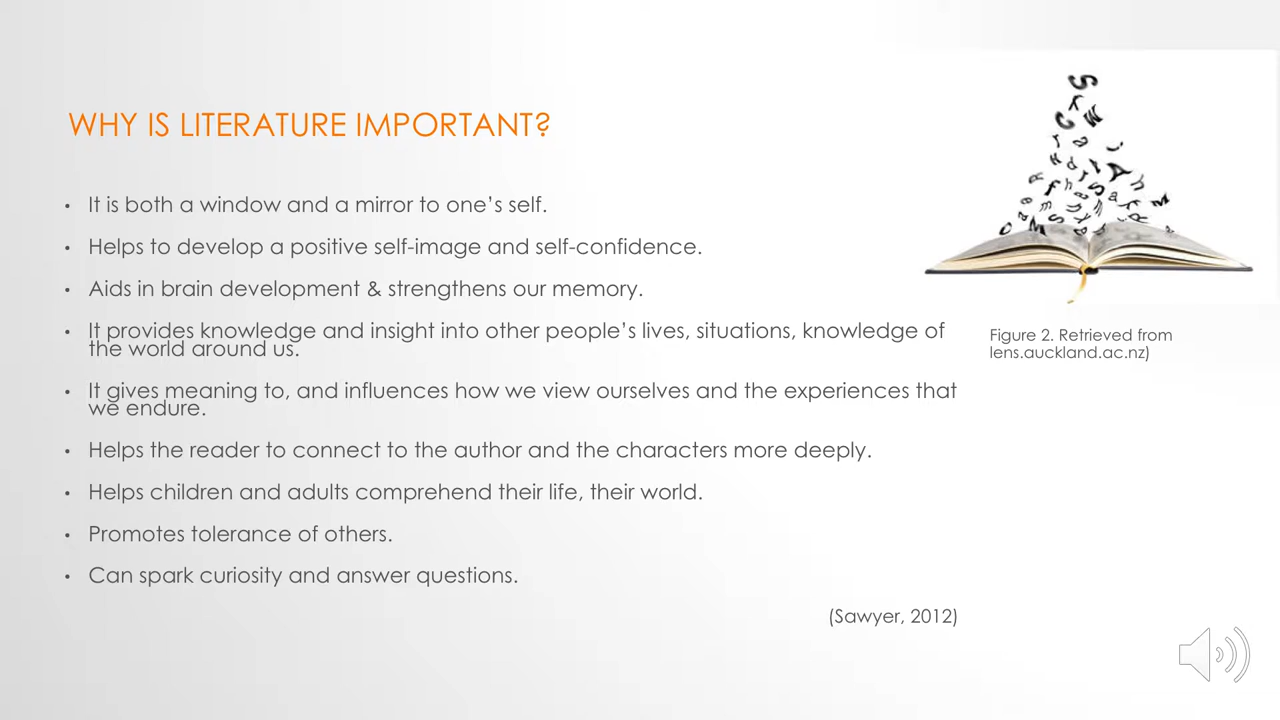 WHY IS LITERATURE IMPORTANT?
• It is both a window and a mirror to one’s self.
• Helps to develop a positive self-image and self-confidence.
• Aids in brain development & strengthens our memory.
• It provides knowledge and insight into other people’s lives, situations, knowledge of
the world around us.
• It gives meaning to, and influences how we view ourselves and the experiences that
we endure.
• Helps the reader to connect to the author and the characters more deeply.
• Helps children and adults comprehend their life, their world.
• Promotes tolerance of others.
• Can spark curiosity and answer questions.
(Sawyer, 2012)
Figure 2. Retrieved from
lens.auckland.ac.nz)